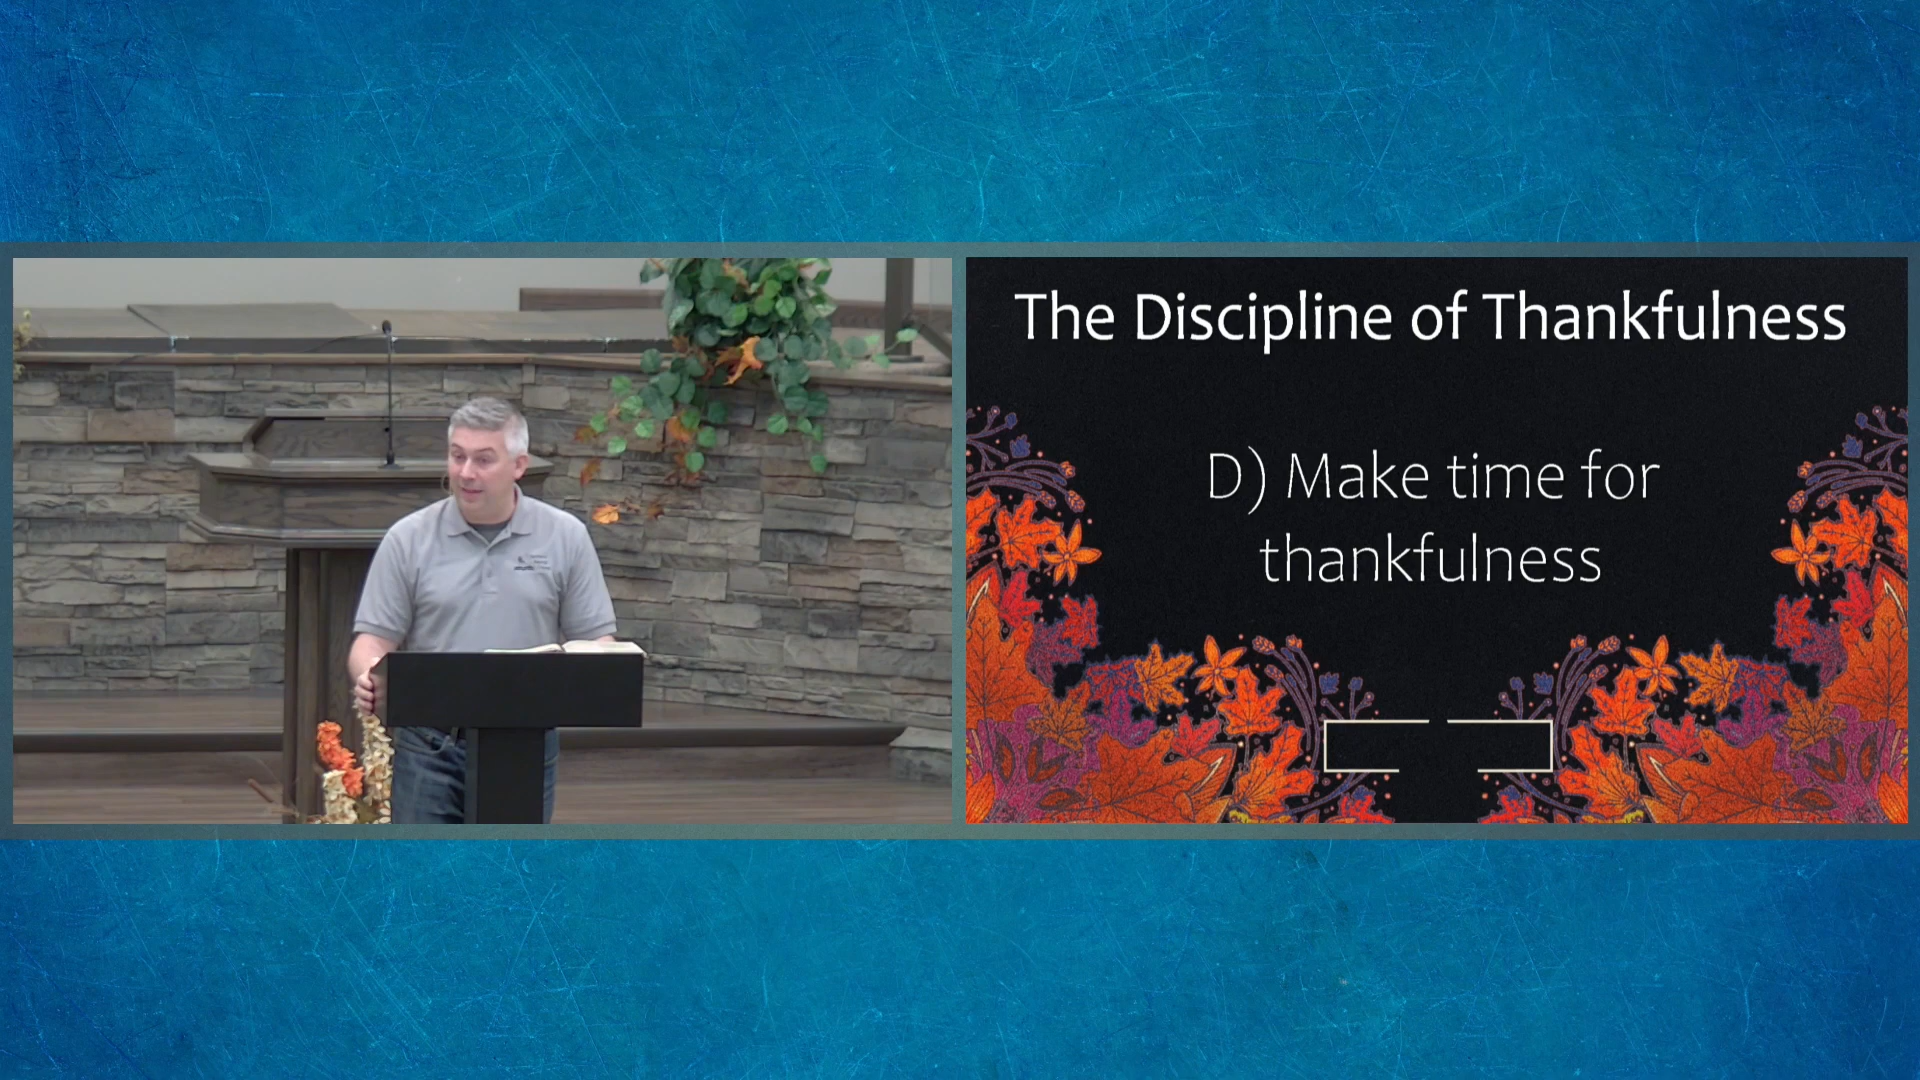 The Discipline of Thankfulness
D) Make time for
thankfulness